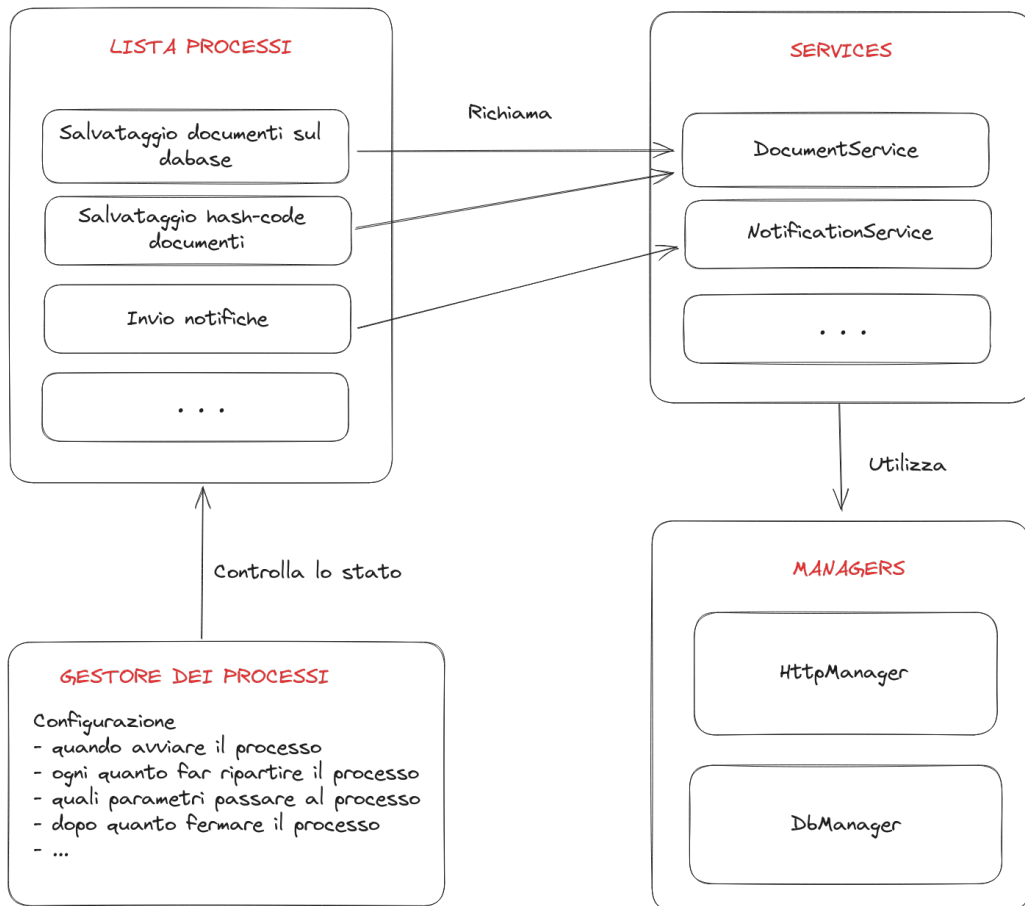 LISTA PROCESSI
Salvataggio documenti sul
dabase
Salvataggio hash-code
documenti
Invio notifiche
. . .
Richiama
SERVICES
DocumentService
NotificationService
. . .
Utilizza
MANAGERS
HttpManager
DbManager
Controlla lo stato
GESTORE DEI PROCESSI
Configurazione
- quando avviare il processo
- ogni quanto far ripartire il processo
- quali parametri passare al processo
- dopo quanto fermare il processo
- ...